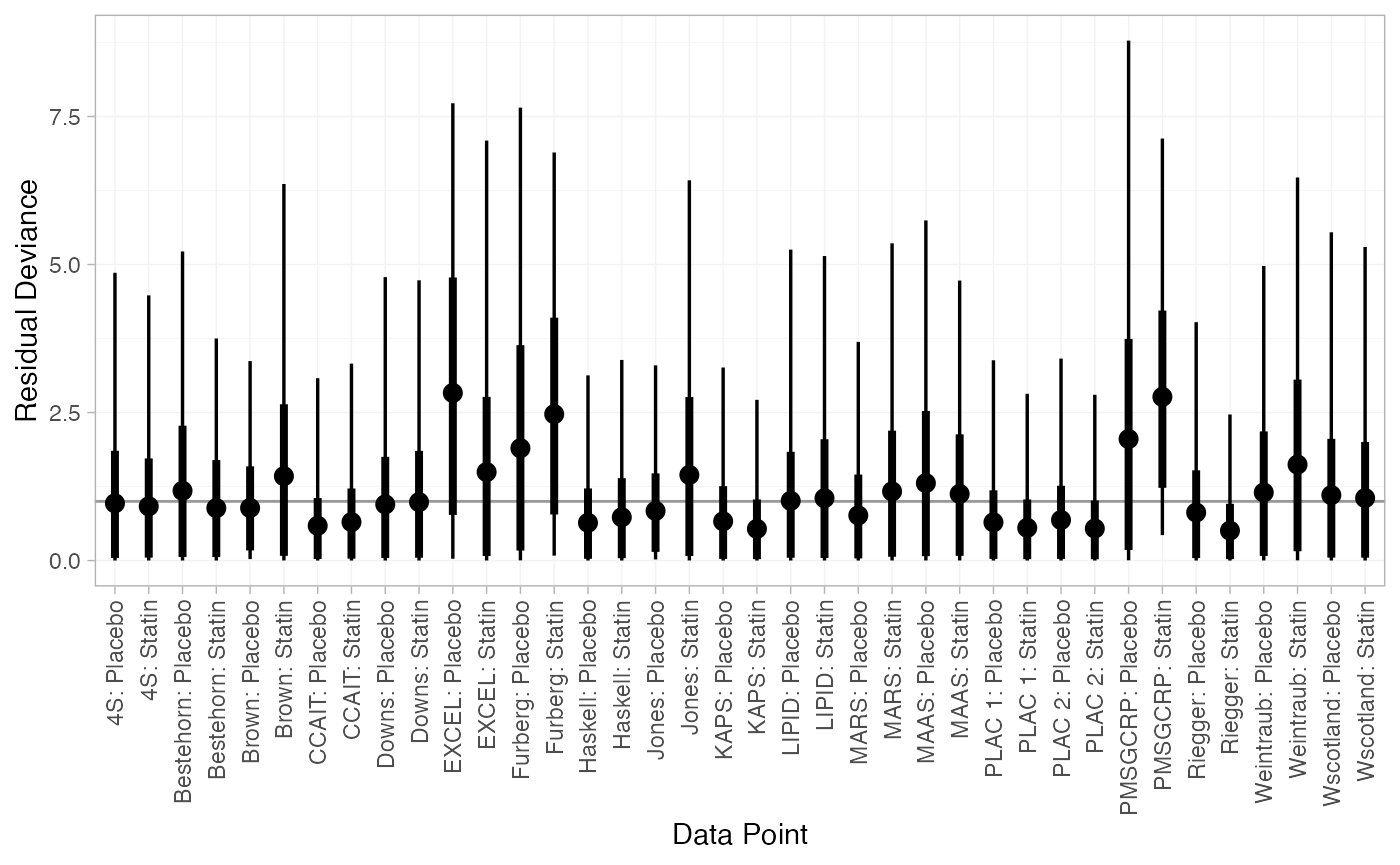 Residual Deviance
7.5
5.0
2.5
0.0
4S: Placebo
4S: Statin
Bestehorn: Placebo
Bestehorn: Statin
Brown: Placebo
Brown: Statin
CCAIT: Placebo
CCAIT: Statin
Downs: Placebo
Downs: Statin
EXCEL: Placebo
EXCEL: Statin
Furberg: Placebo
Furberg: Statin
Haskell: Placebo
Haskell: Statin
Jones: Placebo
Jones: Statin
KAPS: Placebo
KAPS: Statin
LIPID: Placebo
LIPID: Statin
MARS: Placebo
MARS: Statin
MAAS: Placebo
MAAS: Statin
PLAC 1: Placebo
PLAC 1: Statin
PLAC 2: Placebo
PLAC 2: Statin
PMSGCRP: Placebo
PMSGCRP: Statin
Riegger: Placebo
Riegger: Statin
Weintraub: Placebo
Weintraub: Statin
Wscotland: Placebo
Wscotland: Statin
Data Point